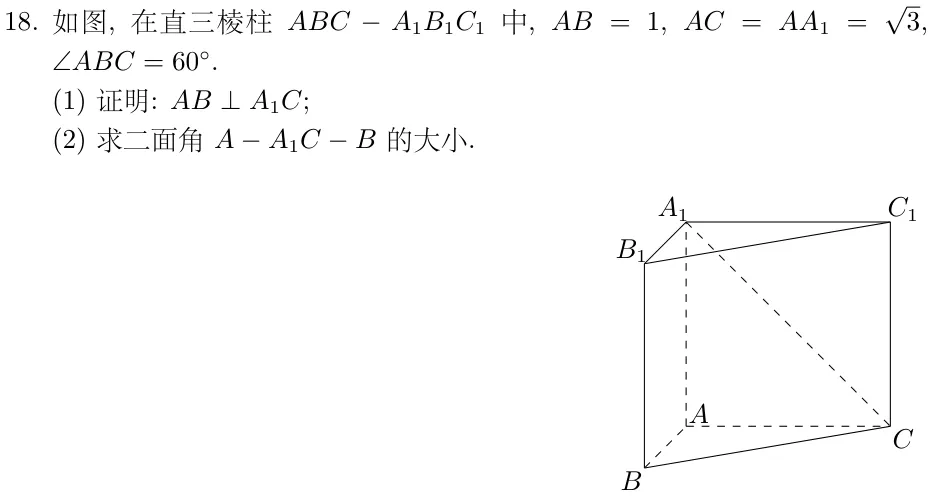 18. 如图, 在直三棱柱 ABC − A₁B₁C₁ 中, AB = 1, AC = AA₁ = √3,
∠ABC = 60°.
(1) 证明: AB ⊥ A₁C;
(2) 求二面角 A − A₁C − B 的大小.
A₁
C₁
B₁
A
C
B